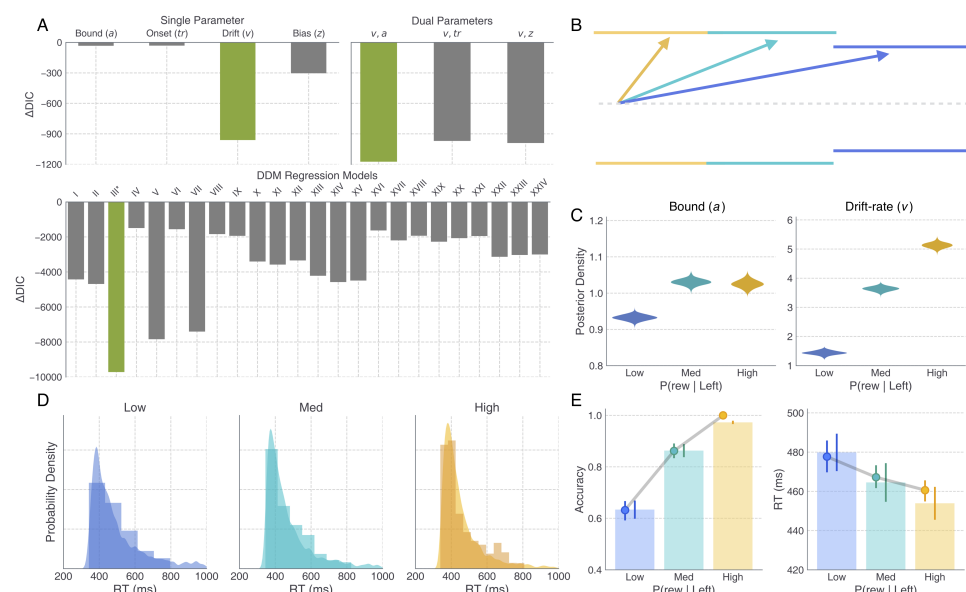 A
Single Parameter
Dual Parameters
Bound (a)
Onset (tr)
Drift (v)
Bias (z)
v, a
v, tr
v, z
ΔDIC
0
−300
−600
−900
−1200
DDM Regression Models
I
II
III*
IV
V
VI
VII
VIII
IX
X
XI
XII
XIII
XIV
XV
XVI
XVII
XVIII
XIX
XX
XXI
XXII
XXIII
XXIV
ΔDIC
0
−2000
−4000
−6000
−8000
−10000
B
C
Bound (a)
Drift-rate (v)
Posterior Density
1.2
1.1
1.0
0.9
0.8
Low
Med
High
P(rew | Left)
6
5
4
3
2
1
Low
Med
High
P(rew | Left)
D
Low
Med
High
Probability Density
200
400
600
800
1000
RT (ms)
200
400
600
800
1000
RT (ms)
200
400
600
800
1000
RT (ms)
E
Accuracy
1.0
0.8
0.6
0.4
Low
Med
High
P(rew | Left)
RT (ms)
500
480
460
440
420
Low
Med
High
P(rew | Left)